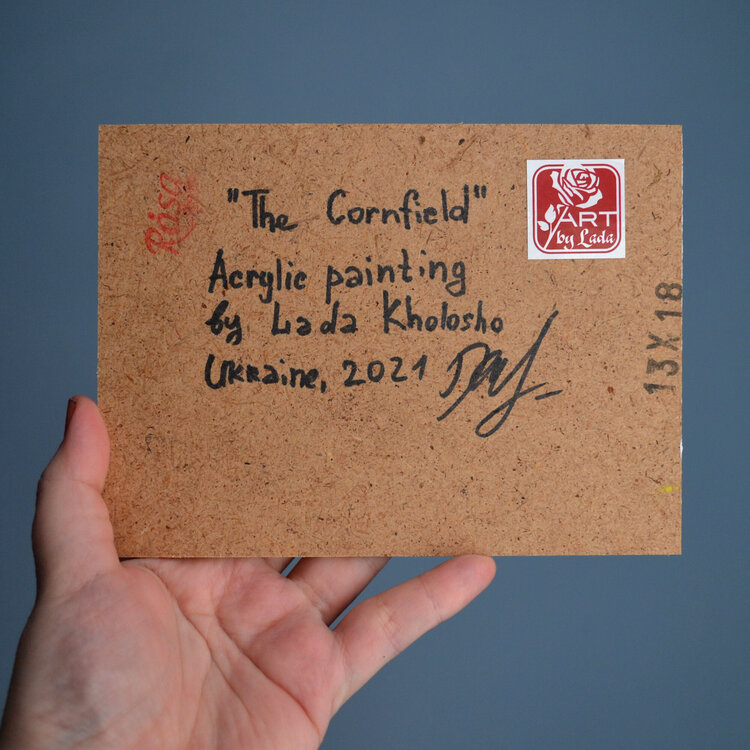 Rosa
"The Cornfield"
ART
by Lada
Acrylic painting
by Lada Kholosho
Ukraine, 2021
13X18